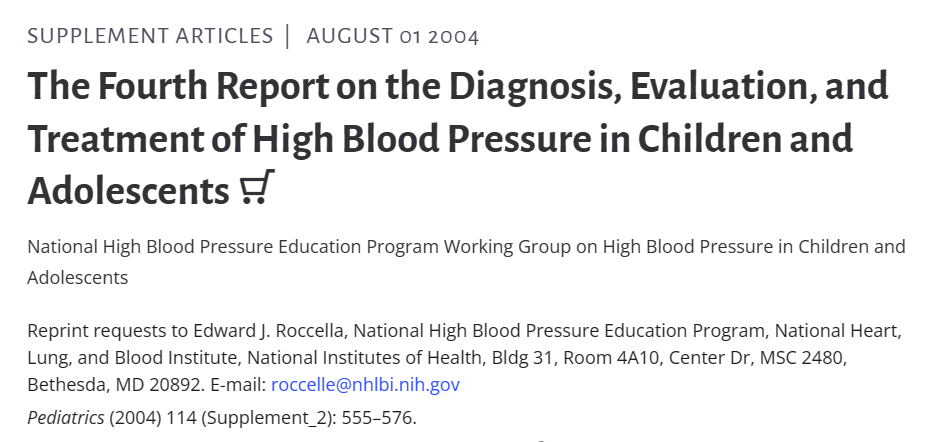 SUPPLEMENT ARTICLES | AUGUST 01 2004
The Fourth Report on the Diagnosis, Evaluation, and
Treatment of High Blood Pressure in Children and
Adolescents
National High Blood Pressure Education Program Working Group on High Blood Pressure in Children and
Adolescents
Reprint requests to Edward J. Roccella, National High Blood Pressure Education Program, National Heart,
Lung, and Blood Institute, National Institutes of Health, Bldg 31, Room 4A10, Center Dr, MSC 2480,
Bethesda, MD 20892. E-mail: roccelle@nhlbi.nih.gov
Pediatrics (2004) 114 (Supplement_2): 555–576.